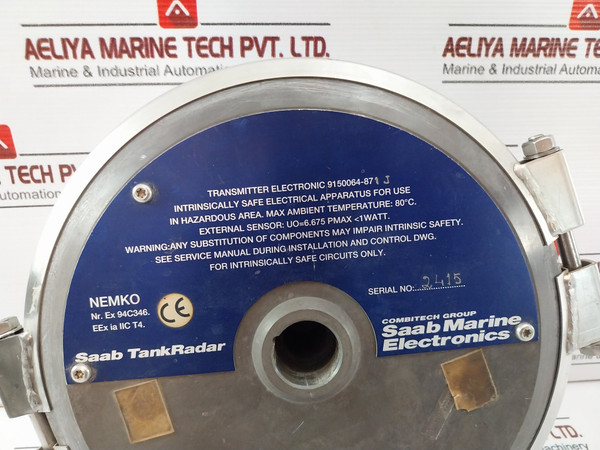 AELIYA MARINE TECH PVT. LTD.
Marine & Industrial Automation
AELIYA MARINE
Marine & Industrial Auto
TECH PVT. LTD.
Automation
TRANSMITTER ELECTRONIC 9150064-871 J
INTRINSICALLY SAFE ELECTRICAL APPARATUS FOR USE
IN HAZARDOUS AREA. MAX AMBIENT TEMPERATURE: 80°C.
EXTERNAL SENSOR: UO=6.675 PMAX <1WATT.
WARNING:ANY SUBSTITUTION OF COMPONENTS MAY IMPAIR INTRINSIC SAFETY.
SEE SERVICE MANUAL DURING INSTALLATION AND CONTROL DWG.
FOR INTRINSICALLY SAFE CIRCUITS ONLY.
SERIAL NO: 2415
NEMKO
Nr. Ex 94C346.
EEx ia IIC T4.
CE
Saab TankRadar
COMBITECH GROUP
Saab Marine
Electronics